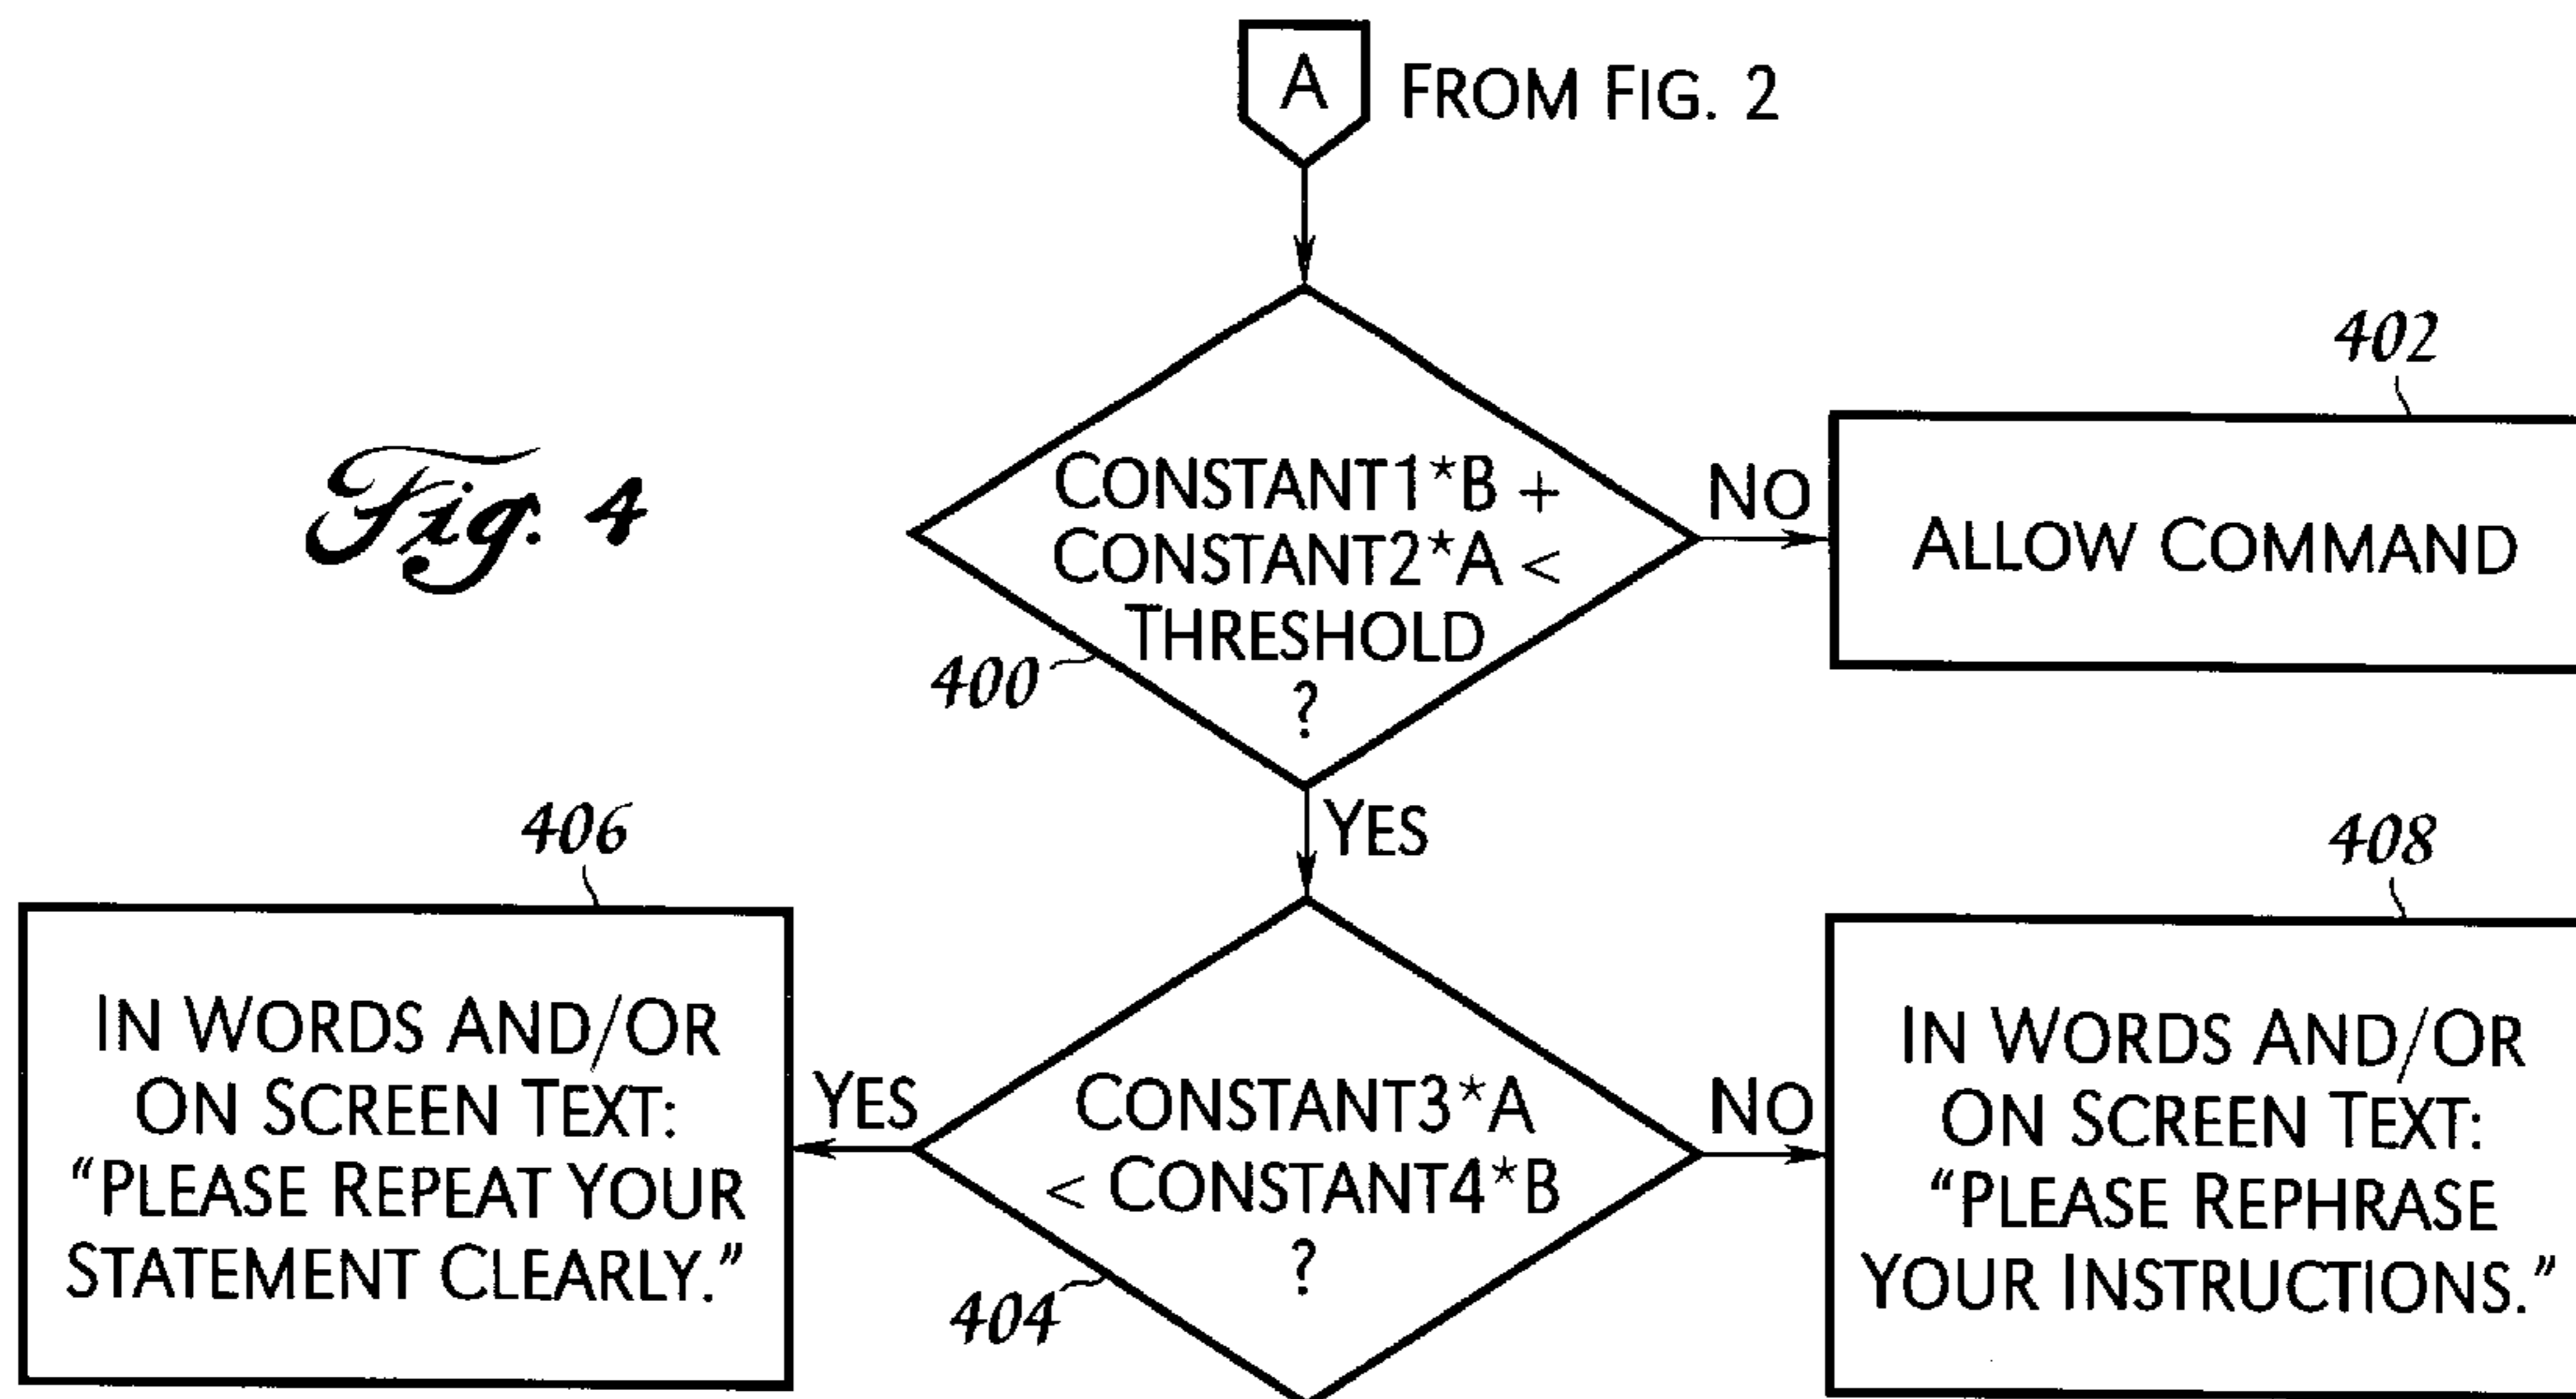 A
FROM FIG. 2
Fig. 4
CONSTANT1*B +
CONSTANT2*A <
THRESHOLD
?
400
NO
402
ALLOW COMMAND
YES
406
IN WORDS AND/OR
ON SCREEN TEXT:
"PLEASE REPEAT YOUR
STATEMENT CLEARLY."
YES
CONSTANT3*A
< CONSTANT4*B
?
404
NO
408
IN WORDS AND/OR
ON SCREEN TEXT:
"PLEASE REPHRASE
YOUR INSTRUCTIONS."